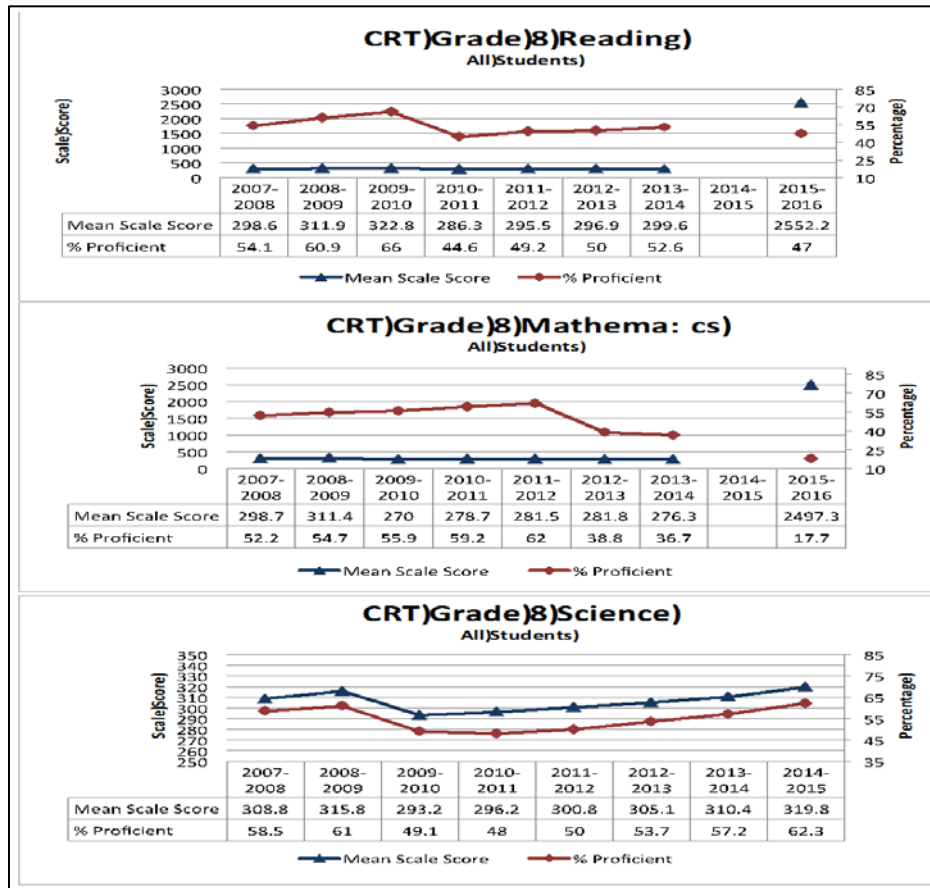 CRT)Grade)8)Reading)
All)Students)
Scale)Score)
3000
2500
2000
1500
1000
500
0
85
70
55
40
25
10
Percentage)
2007-2008 2008-2009 2009-2010 2010-2011 2011-2012 2012-2013 2013-2014 2014-2015 2015-2016
Mean Scale Score 298.6 311.9 322.8 286.3 295.5 296.9 299.6 2552.2
% Proficient 54.1 60.9 66 44.6 49.2 50 52.6 47
Mean Scale Score % Proficient
CRT)Grade)8)Mathema: cs)
All)Students)
Scale)Score)
3000
2500
2000
1500
1000
500
0
85
70
55
40
25
10
Percentage)
2007-2008 2008-2009 2009-2010 2010-2011 2011-2012 2012-2013 2013-2014 2014-2015 2015-2016
Mean Scale Score 298.7 311.4 270 278.7 281.5 281.8 276.3 2497.3
% Proficient 52.2 54.7 55.9 59.2 62 38.8 36.7 17.7
Mean Scale Score % Proficient
CRT)Grade)8)Science)
All)Students)
Scale)Score)
350
340
330
320
310
300
290
280
270
260
250
85
75
65
55
45
35
Percentage)
2007-2008 2008-2009 2009-2010 2010-2011 2011-2012 2012-2013 2013-2014 2014-2015
Mean Scale Score 308.8 315.8 293.2 296.2 300.8 305.1 310.4 319.8
% Proficient 58.5 61 49.1 48 50 53.7 57.2 62.3
Mean Scale Score % Proficient